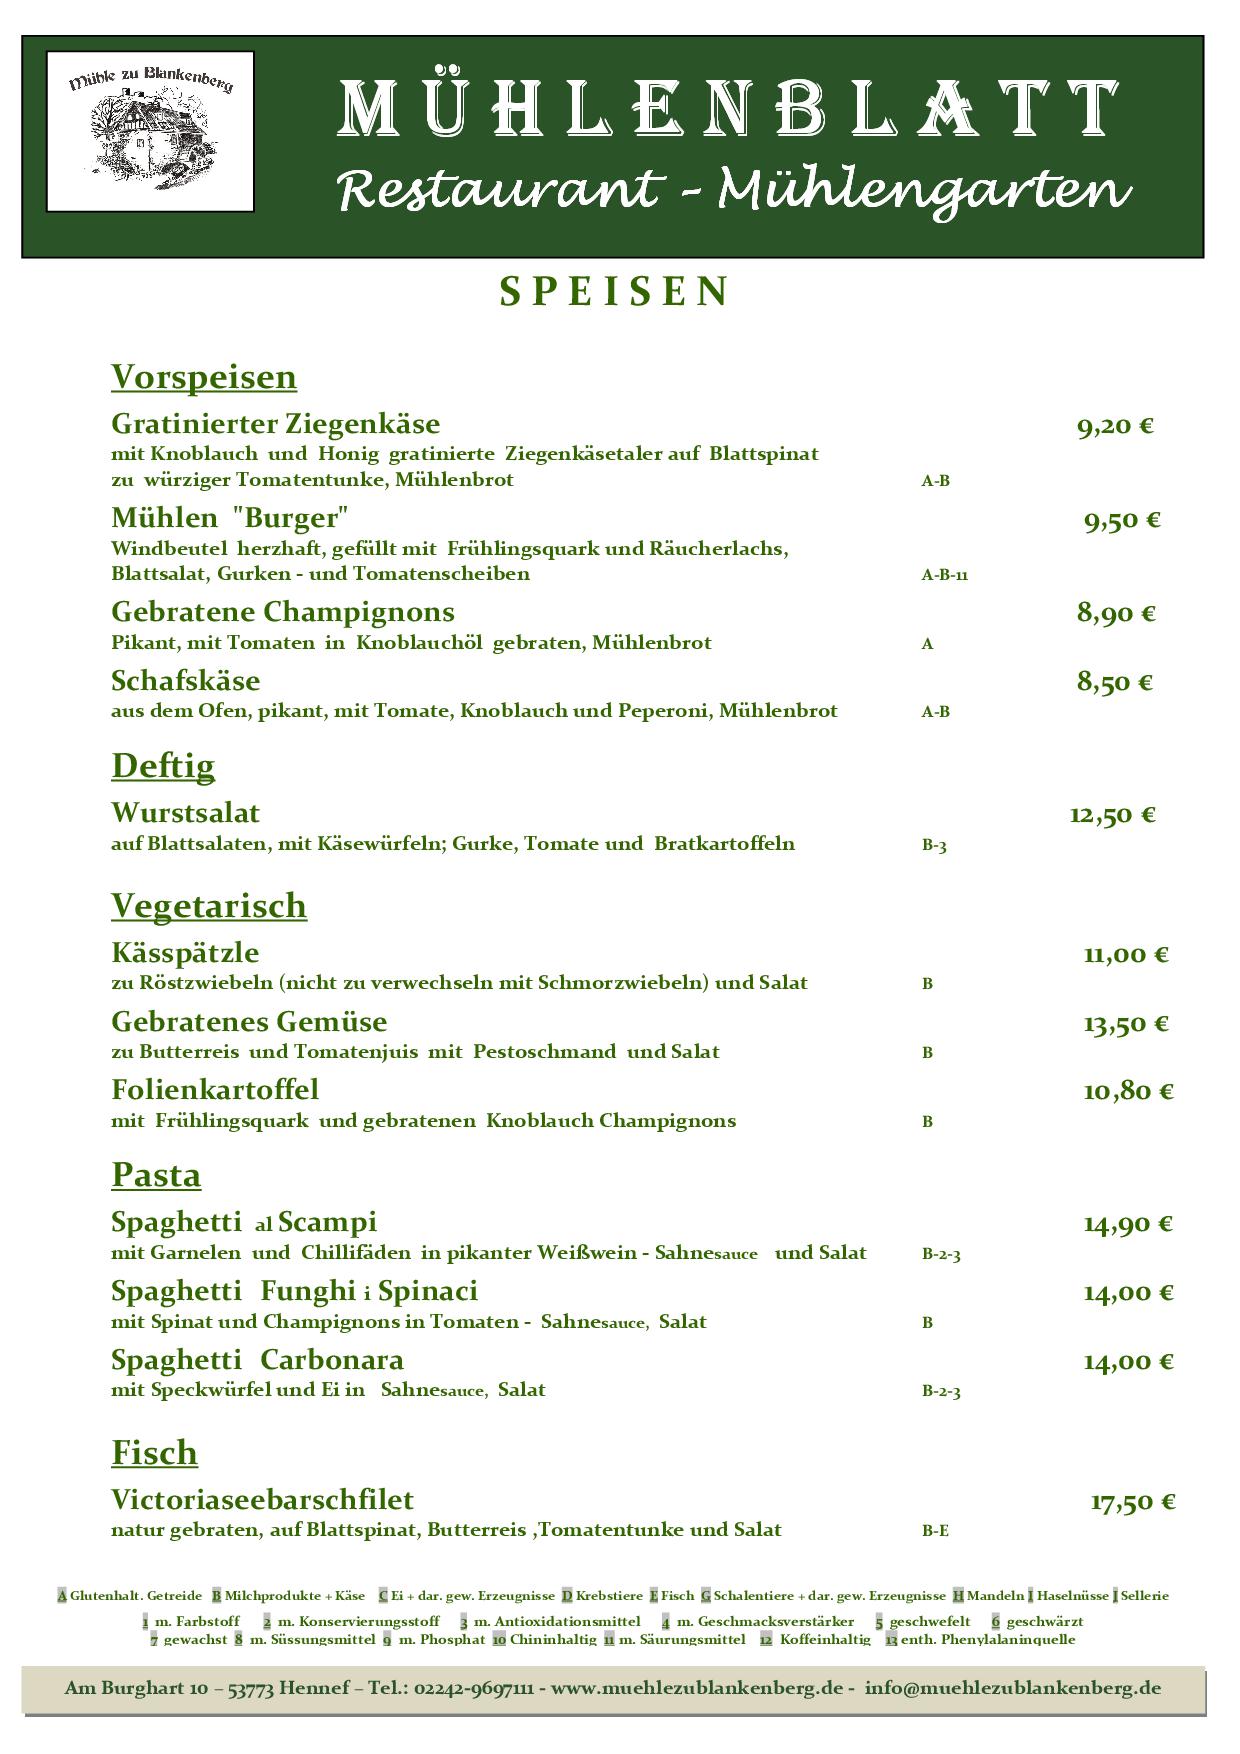 Mühle zu Blankenberg
MÜHLENBLATT
Restaurant – Mühlengarten
SPEISEN
Vorspeisen
Gratinierter Ziegenkäse 9,20 €
mit Knoblauch und Honig gratinierte Ziegenkäsetaler auf Blattspinat
zu würziger Tomatentunke, Mühlenbrot A-B
Mühlen "Burger" 9,50 €
Windbeutel herzhaft, gefüllt mit Frühlingsquark und Räucherlachs,
Blattsalat, Gurken - und Tomatenscheiben A-B-11
Gebratene Champignons 8,90 €
Pikant, mit Tomaten in Knoblauchöl gebraten, Mühlenbrot A
Schafskäse 8,50 €
aus dem Ofen, pikant, mit Tomate, Knoblauch und Peperoni, Mühlenbrot A-B
Deftig
Wurstsalat 12,50 €
auf Blattsalaten, mit Käsewürfeln; Gurke, Tomate und Bratkartoffeln B-3
Vegetarisch
Kässpätzle 11,00 €
zu Röstzwiebeln (nicht zu verwechseln mit Schmorzwiebeln) und Salat B
Gebratenes Gemüse 13,50 €
zu Butterreis und Tomatenjuis mit Pestoschmand und Salat B
Folienkartoffel 10,80 €
mit Frühlingsquark und gebratenen Knoblauch Champignons B
Pasta
Spaghetti al Scampi 14,90 €
mit Garnelen und Chillifäden in pikanter Weißwein - Sahnesauce und Salat B-2-3
Spaghetti Funghi i Spinaci 14,00 €
mit Spinat und Champignons in Tomaten - Sahnesauce, Salat B
Spaghetti Carbonara 14,00 €
mit Speckwürfel und Ei in Sahnesauce, Salat B-2-3
Fisch
Victoriaseebarschfilet 17,50 €
natur gebraten, auf Blattspinat, Butterreis ,Tomatentunke und Salat B-E
A Glutenhalt. Getreide B Milchprodukte + Käse C Ei + dar. gew. Erzeugnisse D Krebstiere E Fisch G Schalentiere + dar. gew. Erzeugnisse H Mandeln I Haselnüsse J Sellerie
1 m. Farbstoff 2 m. Konservierungsstoff 3 m. Antioxidationsmittel 4 m. Geschmacksverstärker 5 geschwefelt 6 geschwärzt
7 gewachst 8 m. Süssungsmittel 9 m. Phosphat 10 Chininhaltig 11 m. Säurungsmittel 12 Koffeinhaltig 13 enth. Phenylalaninquelle
Am Burghart 10 – 53773 Hennef – Tel.: 02242-9697111 - www.muehlezublankenberg.de - info@muehlezublankenberg.de